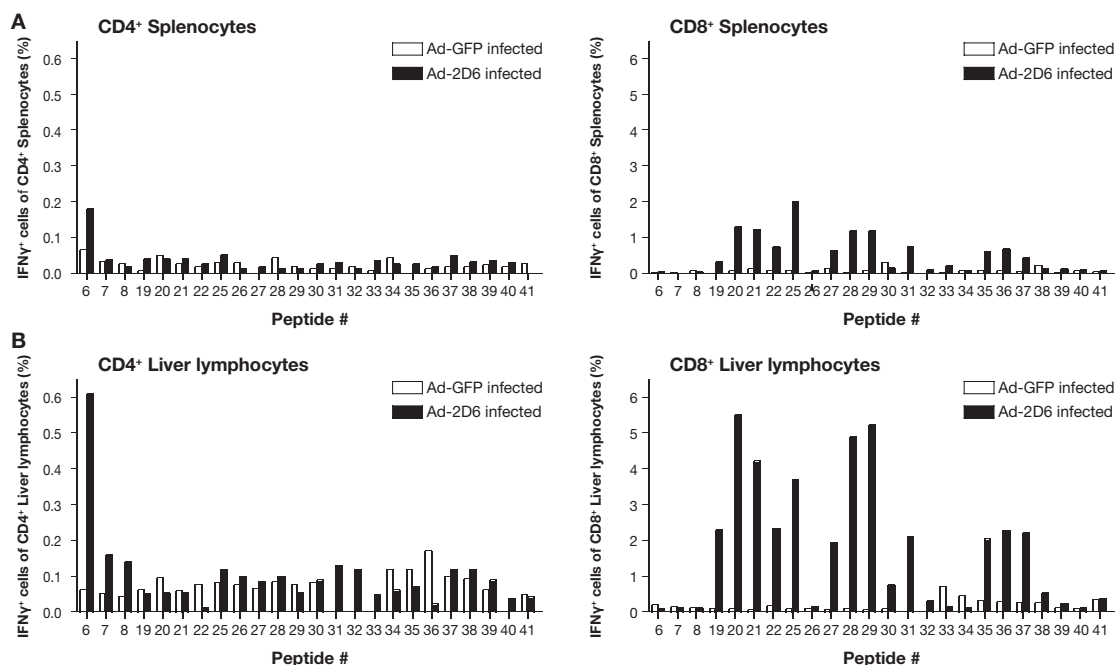 A
CD4⁺ Splenocytes
IFNγ⁺ cells of CD4⁺ Splenocytes (%)
0.6
0.5
0.4
0.3
0.2
0.1
0.0
Ad-GFP infected
Ad-2D6 infected
6 7 8 19 20 21 22 25 26 27 28 29 30 31 32 33 34 35 36 37 38 39 40 41
Peptide #
CD8⁺ Splenocytes
IFNγ⁺ cells of CD8⁺ Splenocytes (%)
6
5
4
3
2
1
0
Ad-GFP infected
Ad-2D6 infected
6 7 8 19 20 21 22 25 26 27 28 29 30 31 32 33 34 35 36 37 38 39 40 41
Peptide #
B
CD4⁺ Liver lymphocytes
IFNγ⁺ cells of CD4⁺ Liver lymphocytes (%)
0.6
0.5
0.4
0.3
0.2
0.1
0.0
Ad-GFP infected
Ad-2D6 infected
6 7 8 19 20 21 22 25 26 27 28 29 30 31 32 33 34 35 36 37 38 39 40 41
Peptide #
CD8⁺ Liver lymphocytes
IFNγ⁺ cells of CD8⁺ Liver lymphocytes (%)
6
5
4
3
2
1
0
Ad-GFP infected
Ad-2D6 infected
6 7 8 19 20 21 22 25 26 27 28 29 30 31 32 33 34 35 36 37 38 39 40 41
Peptide #